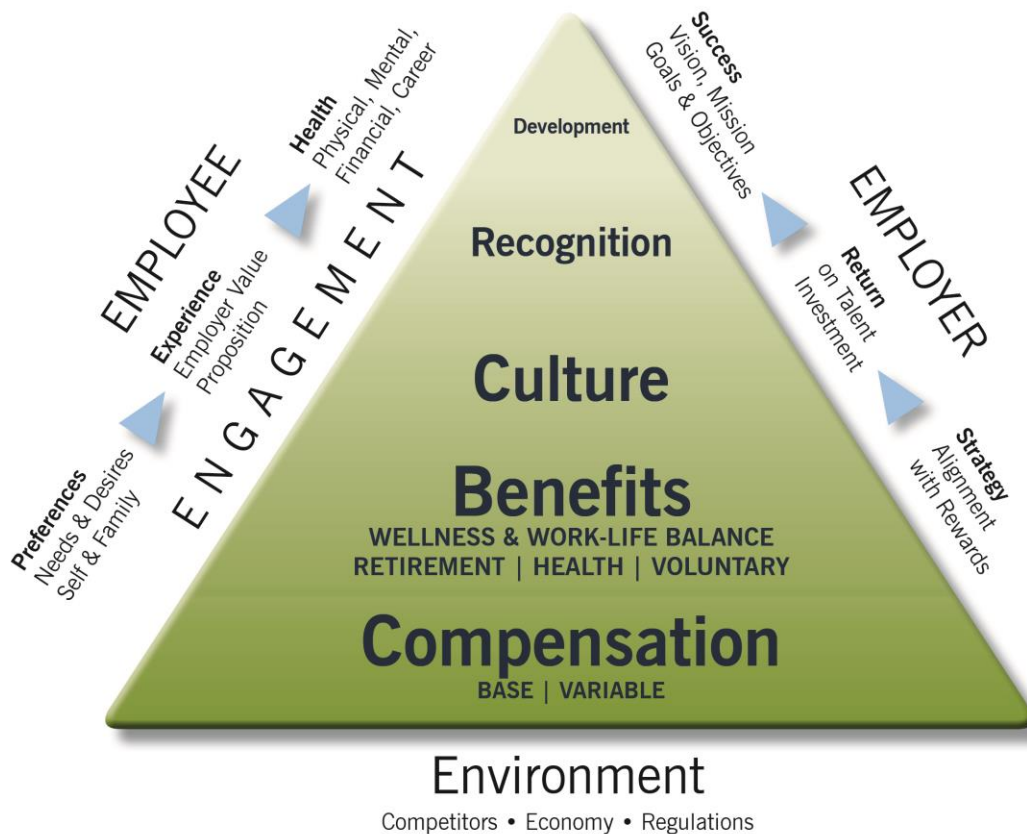 EMPLOYEE
Health
Physical, Mental,
Financial, Career
Experience
Employer Value
Proposition
Preferences
Needs & Desires
Self & Family
ENGAGEMENT
Development
Recognition
Culture
Benefits
WELLNESS & WORK-LIFE BALANCE
RETIREMENT | HEALTH | VOLUNTARY
Compensation
BASE | VARIABLE
Success
Vision, Mission
Goals & Objectives
EMPLOYER
Return
on Talent
Investment
Strategy
Alignment
with Rewards
Environment
Competitors • Economy • Regulations